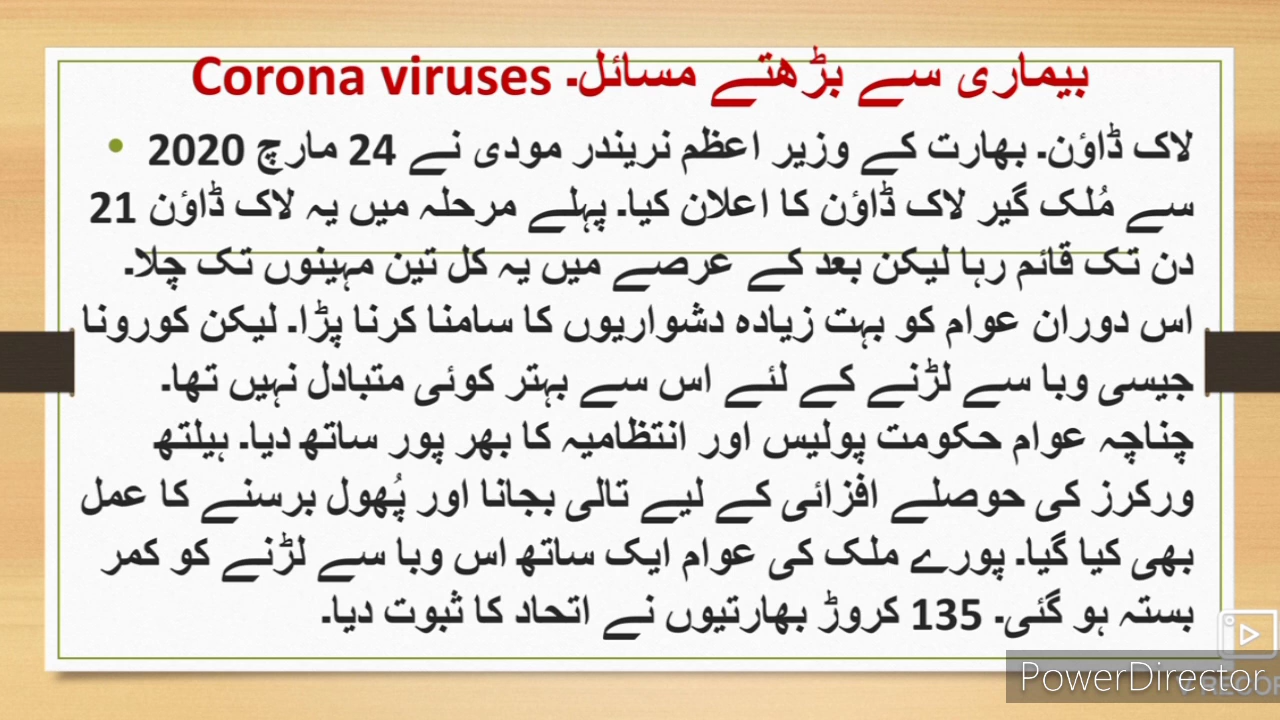 بیماری سے بڑھتے مسائل۔ Corona viruses
لاک ڈاؤن۔ بھارت کے وزیر اعظم نریندر مودی نے 24 مارچ 2020
سے مُلک گیر لاک ڈاؤن کا اعلان کیا۔ پہلے مرحلہ میں یہ لاک ڈاؤن 21
دن تک قائم رہا لیکن بعد کے عرصے میں یہ کل تین مہینوں تک چلا۔
اس دوران عوام کو بہت زیادہ دشواریوں کا سامنا کرنا پڑا۔ لیکن کورونا
جیسی وبا سے لڑنے کے لئے اس سے بہتر کوئی متبادل نہیں تھا۔
چناچہ عوام حکومت پولیس اور انتظامیہ کا بھر پور ساتھ دیا۔ ہیلتھ
ورکرز کی حوصلے افزائی کے لیے تالی بجانا اور پُھول برسنے کا عمل
بھی کیا گیا۔ پورے ملک کی عوام ایک ساتھ اس وبا سے لڑنے کو کمر
بستہ ہو گئی۔ 135 کروڑ بھارتیوں نے اتحاد کا ثبوت دیا۔
PowerDirector